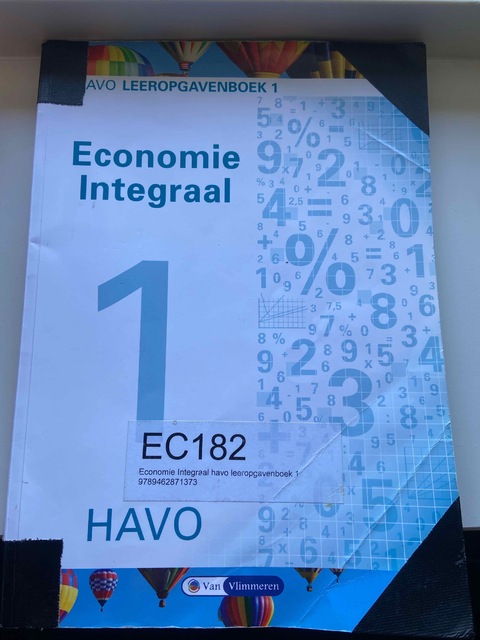 AVO LEEROPGAVENBOEK 1
Economie
Integraal
1
EC182
Economie Integraal havo leeropgavenboek 1
9789462871373
HAVO
Van Vlimmeren